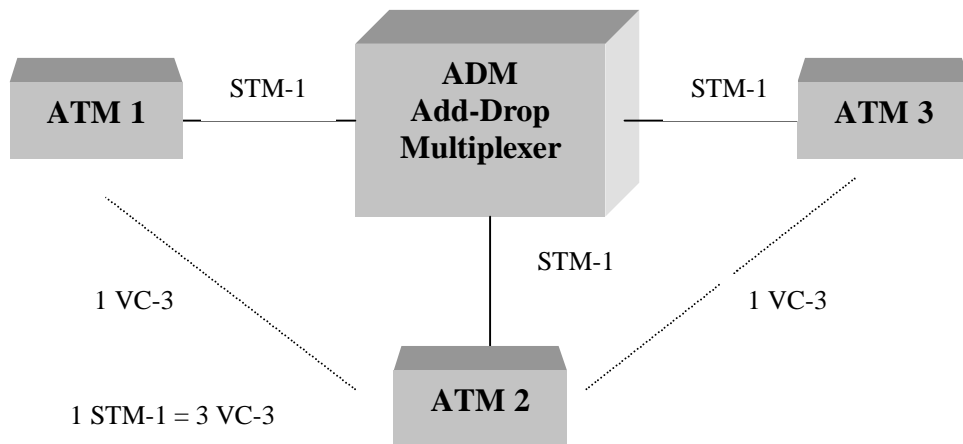 ADM
Add-Drop
Multiplexer
STM-1
STM-1
ATM 1
ATM 3
STM-1
1 VC-3
1 VC-3
ATM 2
1 STM-1 = 3 VC-3